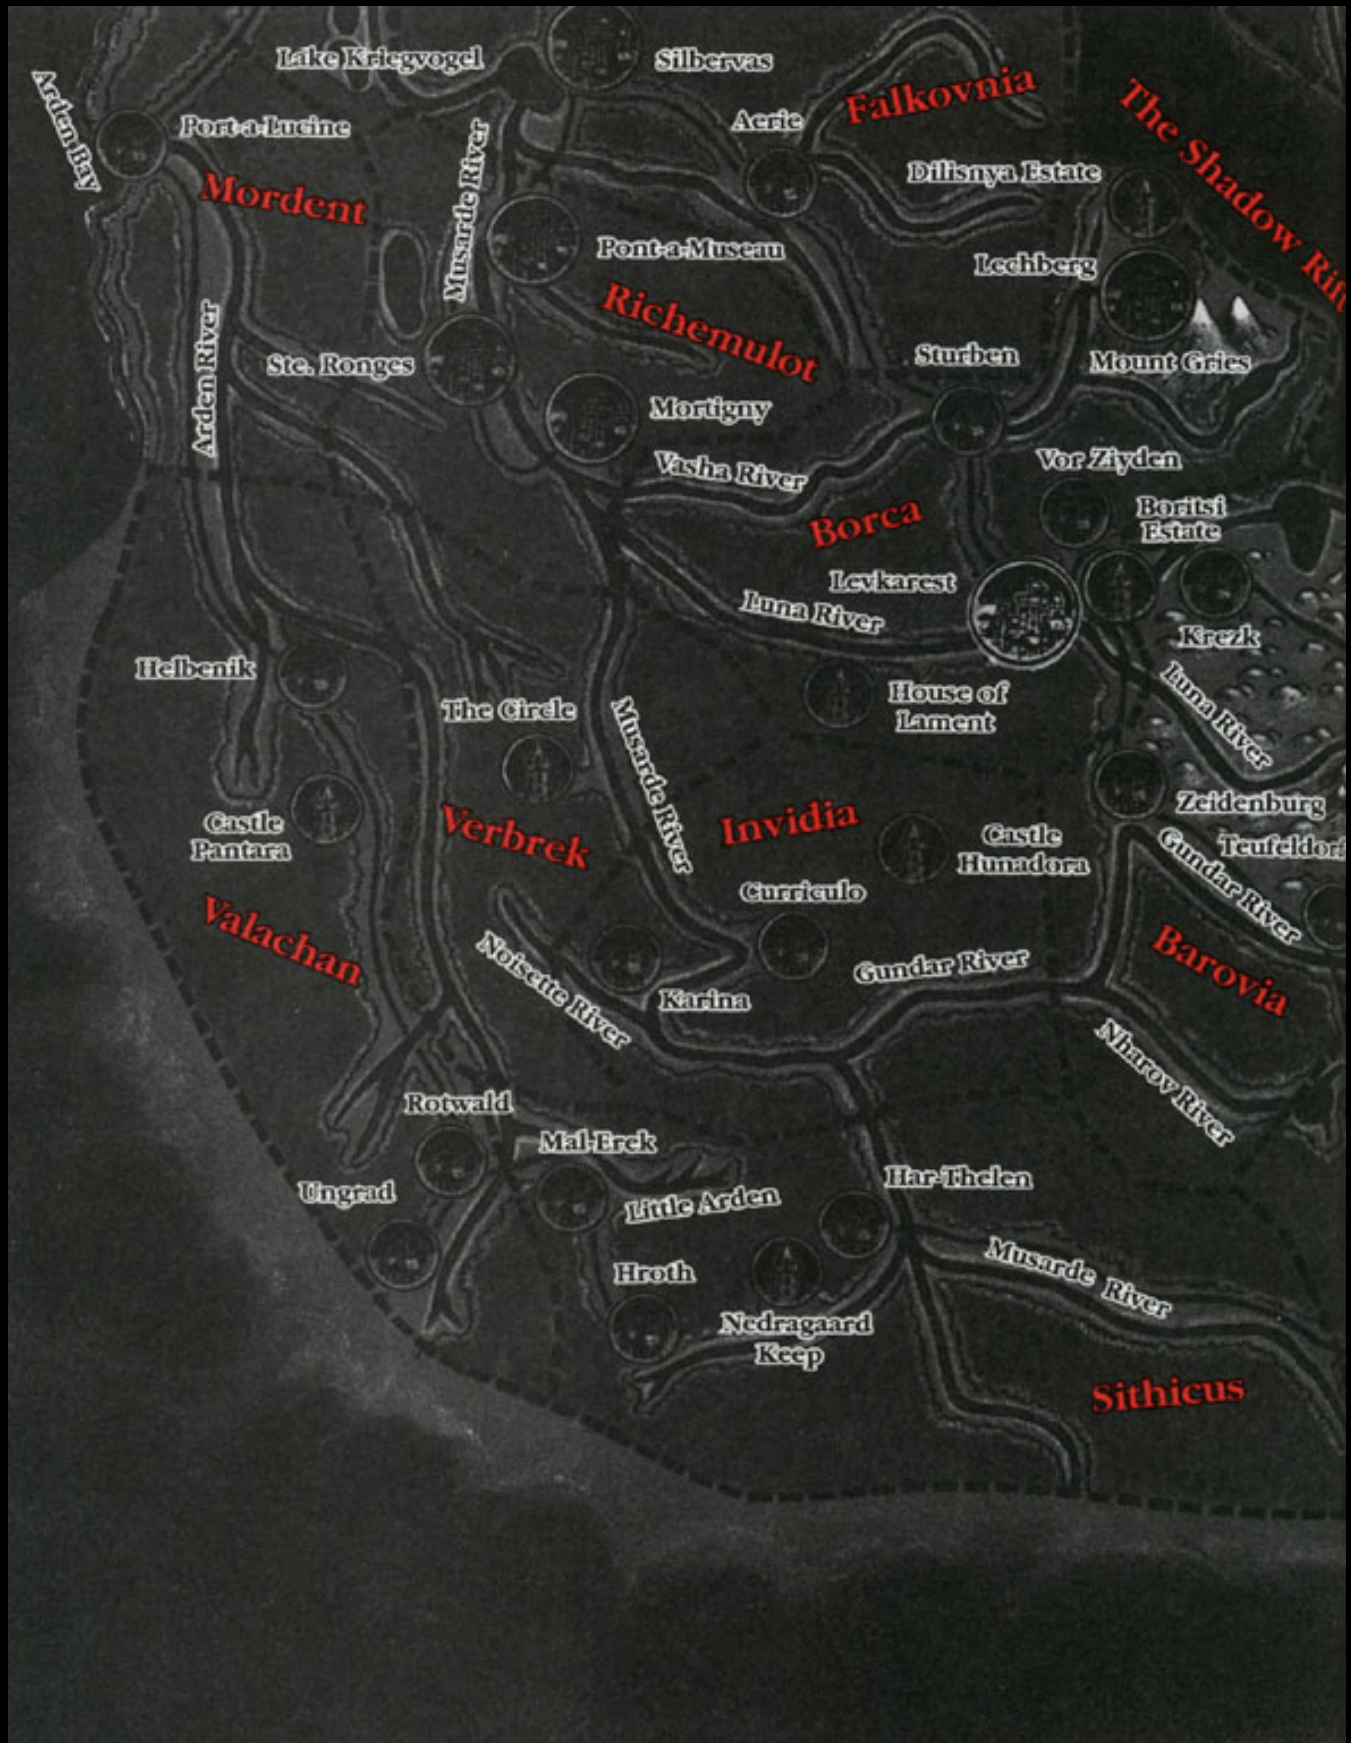 Lake Kriegvogel
Silbervas
Falkovnia
The Shadow Rift
Arden Bay
Port-a-Lucine
Aerie
Dilisnya Estate
Mordent
Musarde River
Pont-a-Museau
Lechberg
Richemulot
Ste. Ronges
Sturben
Mount Gries
Arden River
Mortigny
Vasha River
Vor Ziyden
Borca
Boritsi
Estate
Levkarest
Luna River
Krezk
Helbenik
The Circle
House of
Lament
Luna River
Musarde River
Castle
Pantara
Verbrek
Invidia
Castle
Hunadora
Zeidenburg
Teufeldorf
Gundar River
Curriculo
Valachan
Noisette River
Karina
Gundar River
Barovia
Nharov River
Rotwald
Mal-Erek
Ungrad
Little Arden
Har-Thelen
Hroth
Musarde River
Nedragaard
Keep
Sithicus